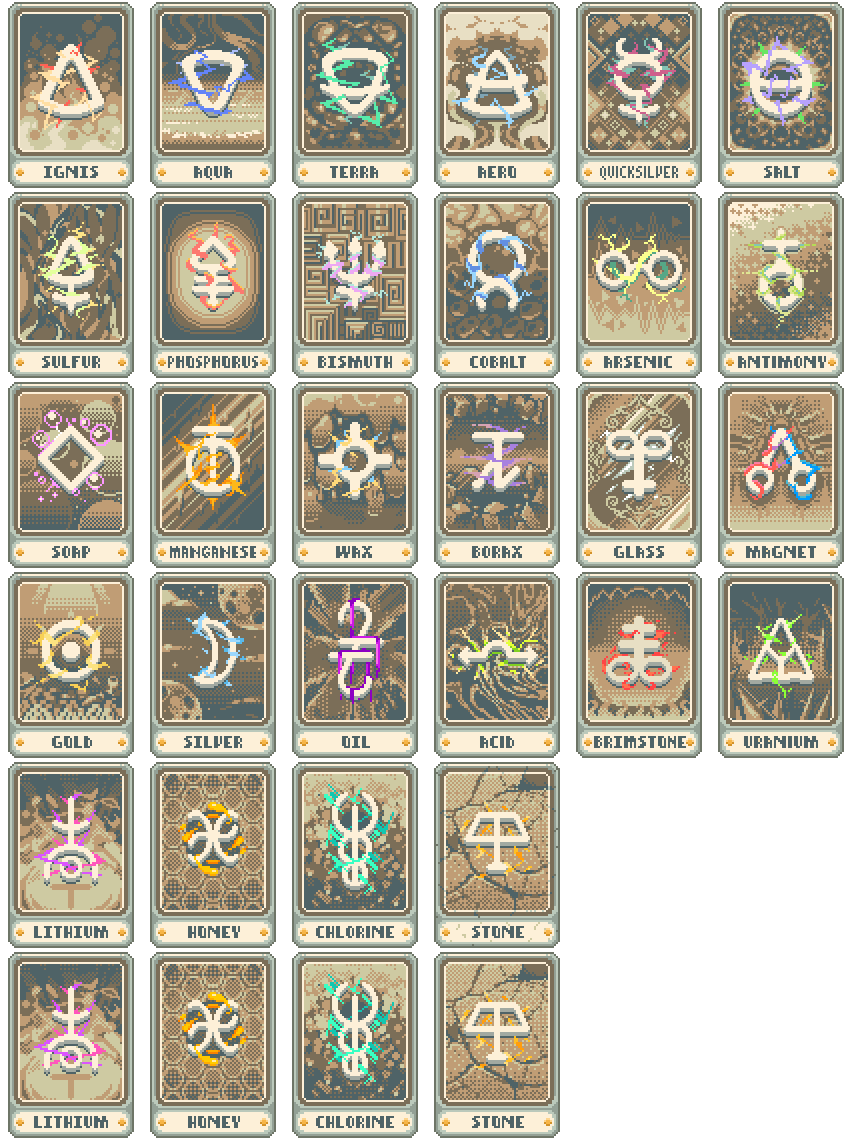 IGNIS
AQUA
TERRA
AERO
QUICKSILVER
SALT
SULFUR
PHOSPHORUS
BISMUTH
COBALT
ARSENIC
ANTIMONY
SOAP
MANGANESE
WAX
BORAX
GLASS
MAGNET
GOLD
SILVER
OIL
ACID
BRIMSTONE
URANIUM
LITHIUM
HONEY
CHLORINE
STONE
LITHIUM
HONEY
CHLORINE
STONE